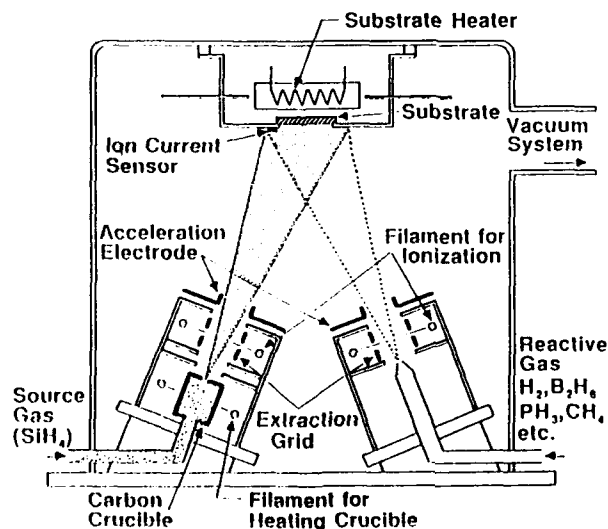 Substrate Heater
Substrate
Ion Current
Sensor
Vacuum
System
Acceleration
Electrode
Filament for
Ionization
Source
Gas
(SiH4)
Extraction
Grid
Reactive
Gas
H2,B2H6
PH3,CH4
etc.
Carbon
Crucible
Filament for
Heating Crucible